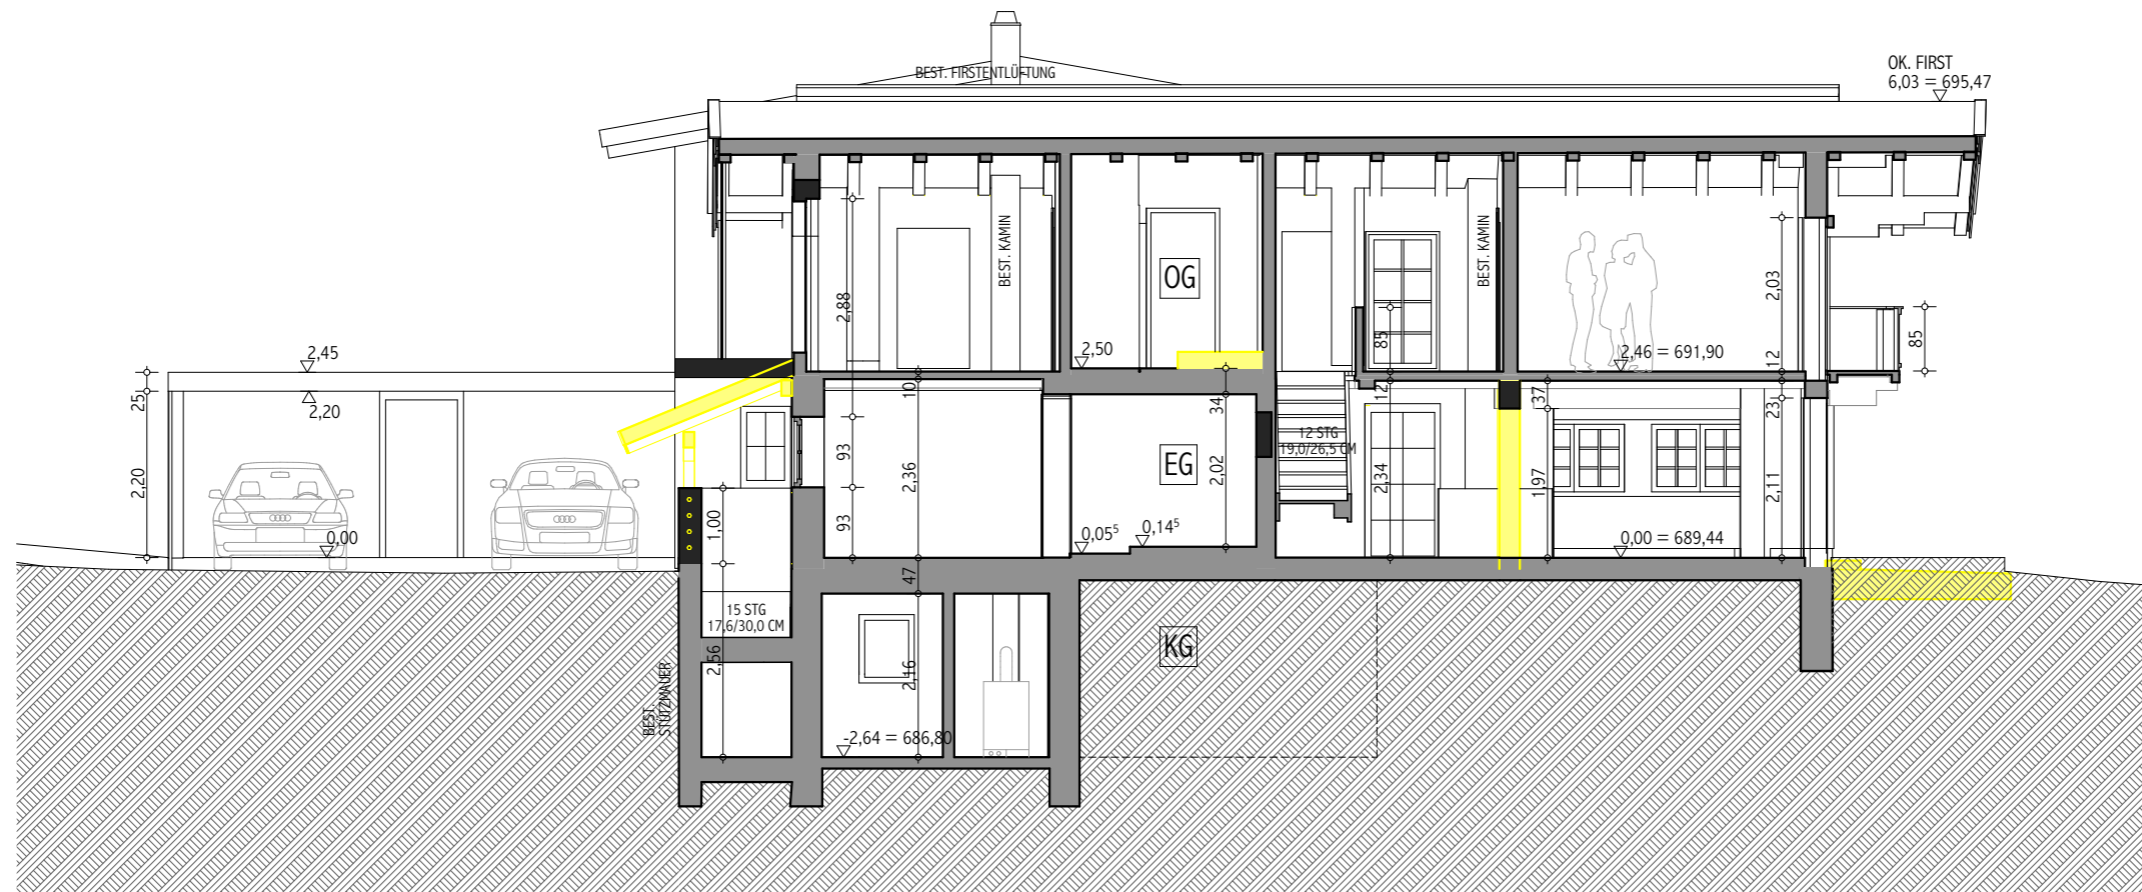 BEST. FIRSTENTLÜFTUNG
OK. FIRST
6,03 = 695,47
BEST. KAMIN
OG
BEST. KAMIN
2,88
2,03
85
85
2,50
2,46 = 691,90
12
2,45
25
2,20
10
34
12
37
23
2,20
93
2,36
EG
2,02
12 STG
19,0/26,5 CM
2,34
1,97
2,11
93
1,00
0,00
0,05⁵
0,14⁵
0,00 = 689,44
47
15 STG
17,6/30,0 CM
2,56
2,16
KG
BEST.
STÜTZMAUER
-2,64 = 686,80